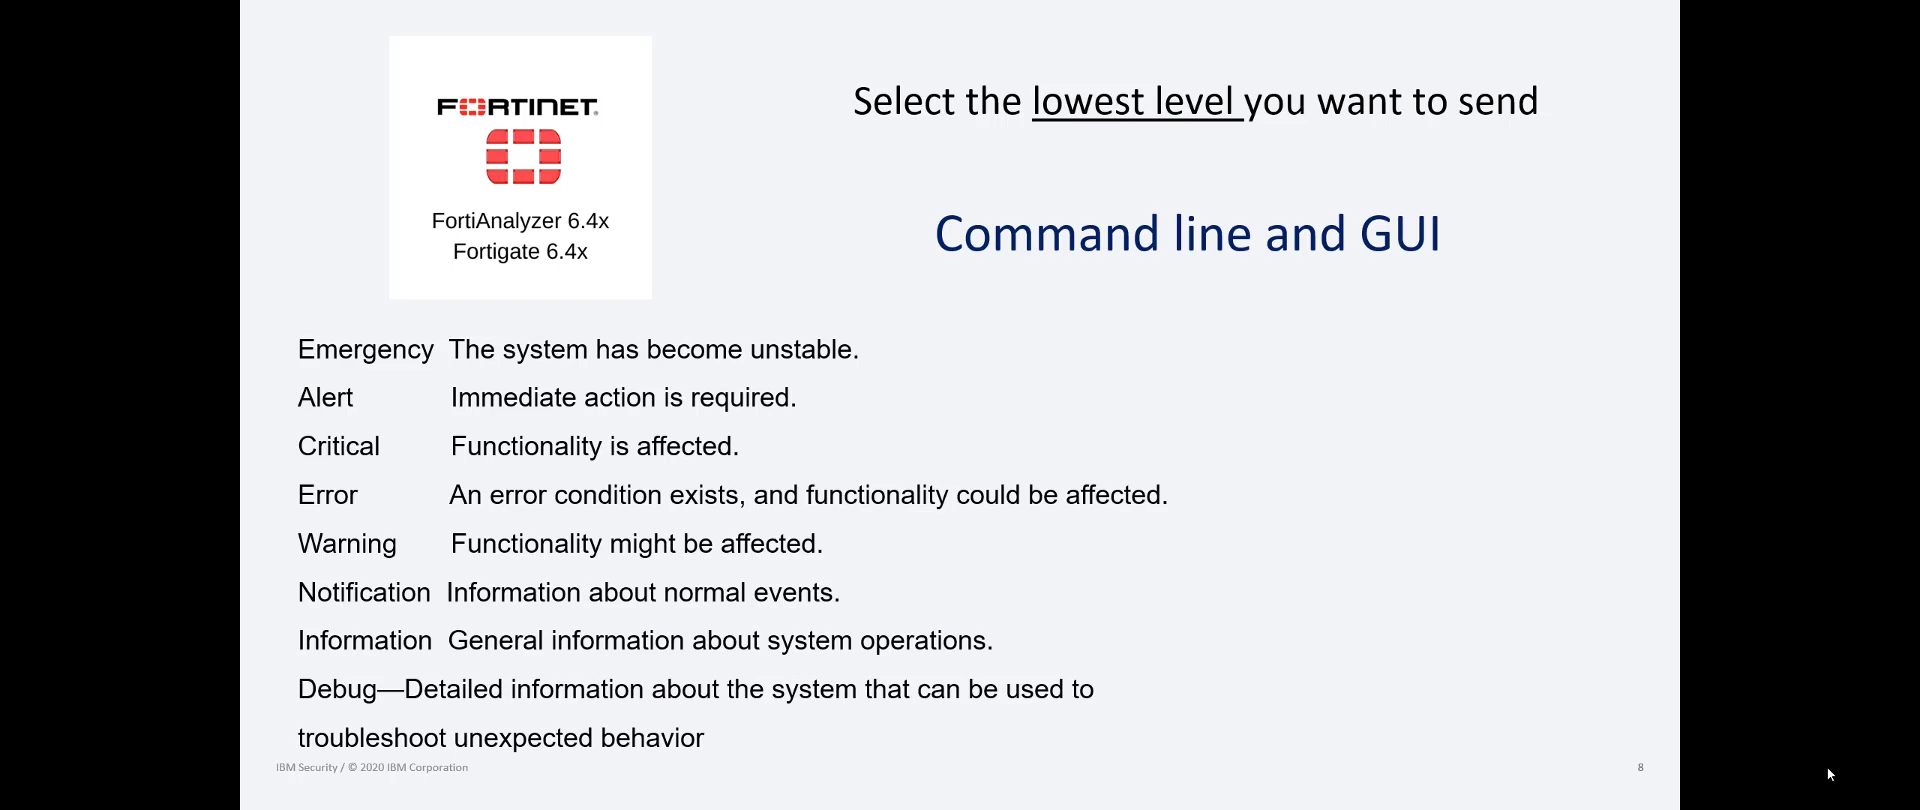 FORTINET
FortiAnalyzer 6.4x
Fortigate 6.4x
Select the lowest level you want to send
Command line and GUI
Emergency The system has become unstable.
Alert Immediate action is required.
Critical Functionality is affected.
Error An error condition exists, and functionality could be affected.
Warning Functionality might be affected.
Notification Information about normal events.
Information General information about system operations.
Debug—Detailed information about the system that can be used to
troubleshoot unexpected behavior
IBM Security / © 2020 IBM Corporation
8